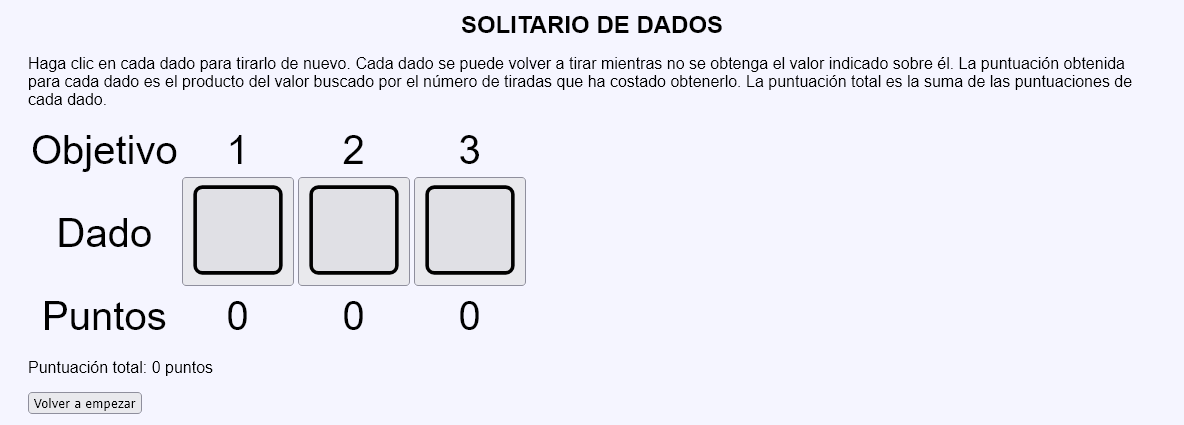 SOLITARIO DE DADOS
Haga clic en cada dado para tirarlo de nuevo. Cada dado se puede volver a tirar mientras no se obtenga el valor indicado sobre él. La puntuación obtenida
para cada dado es el producto del valor buscado por el número de tiradas que ha costado obtenerlo. La puntuación total es la suma de las puntuaciones de
cada dado.
Objetivo 1 2 3
Dado
Puntos 0 0 0
Puntuación total: 0 puntos
Volver a empezar